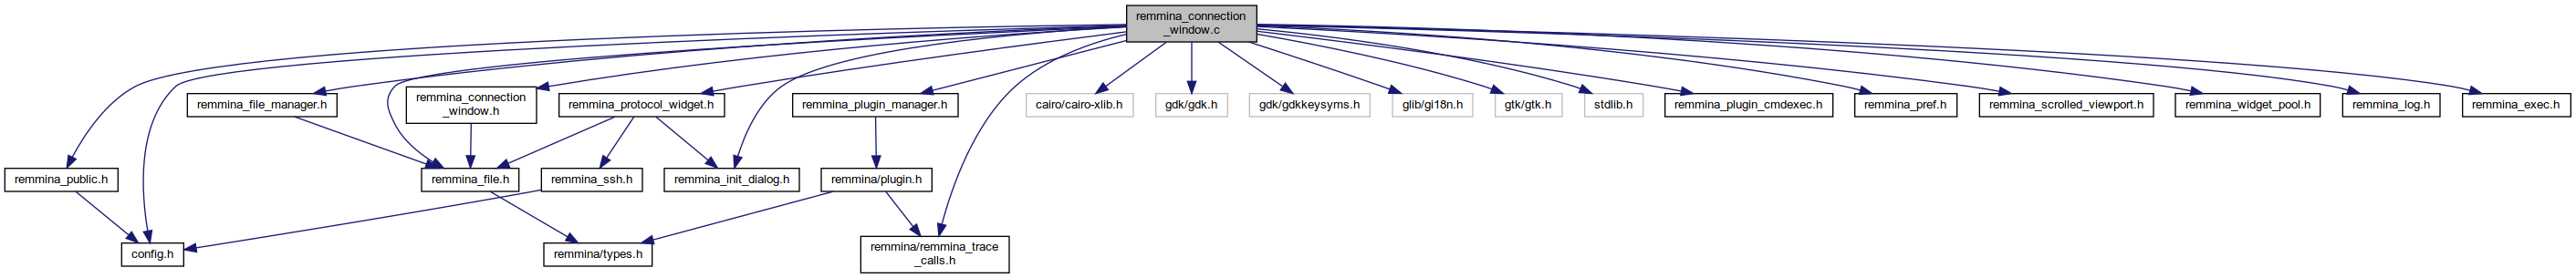 remmina_connection
_window.c
remmina_file_manager.h
remmina_connection
_window.h
remmina_protocol_widget.h
remmina_plugin_manager.h
cairo/cairo-xlib.h
gdk/gdk.h
gdk/gdkkeysyms.h
glib/gi18n.h
gtk/gtk.h
stdlib.h
remmina_plugin_cmdexec.h
remmina_pref.h
remmina_scrolled_viewport.h
remmina_widget_pool.h
remmina_log.h
remmina_exec.h
remmina_public.h
remmina_file.h
remmina_ssh.h
remmina_init_dialog.h
remmina/plugin.h
config.h
remmina/types.h
remmina/remmina_trace
_calls.h